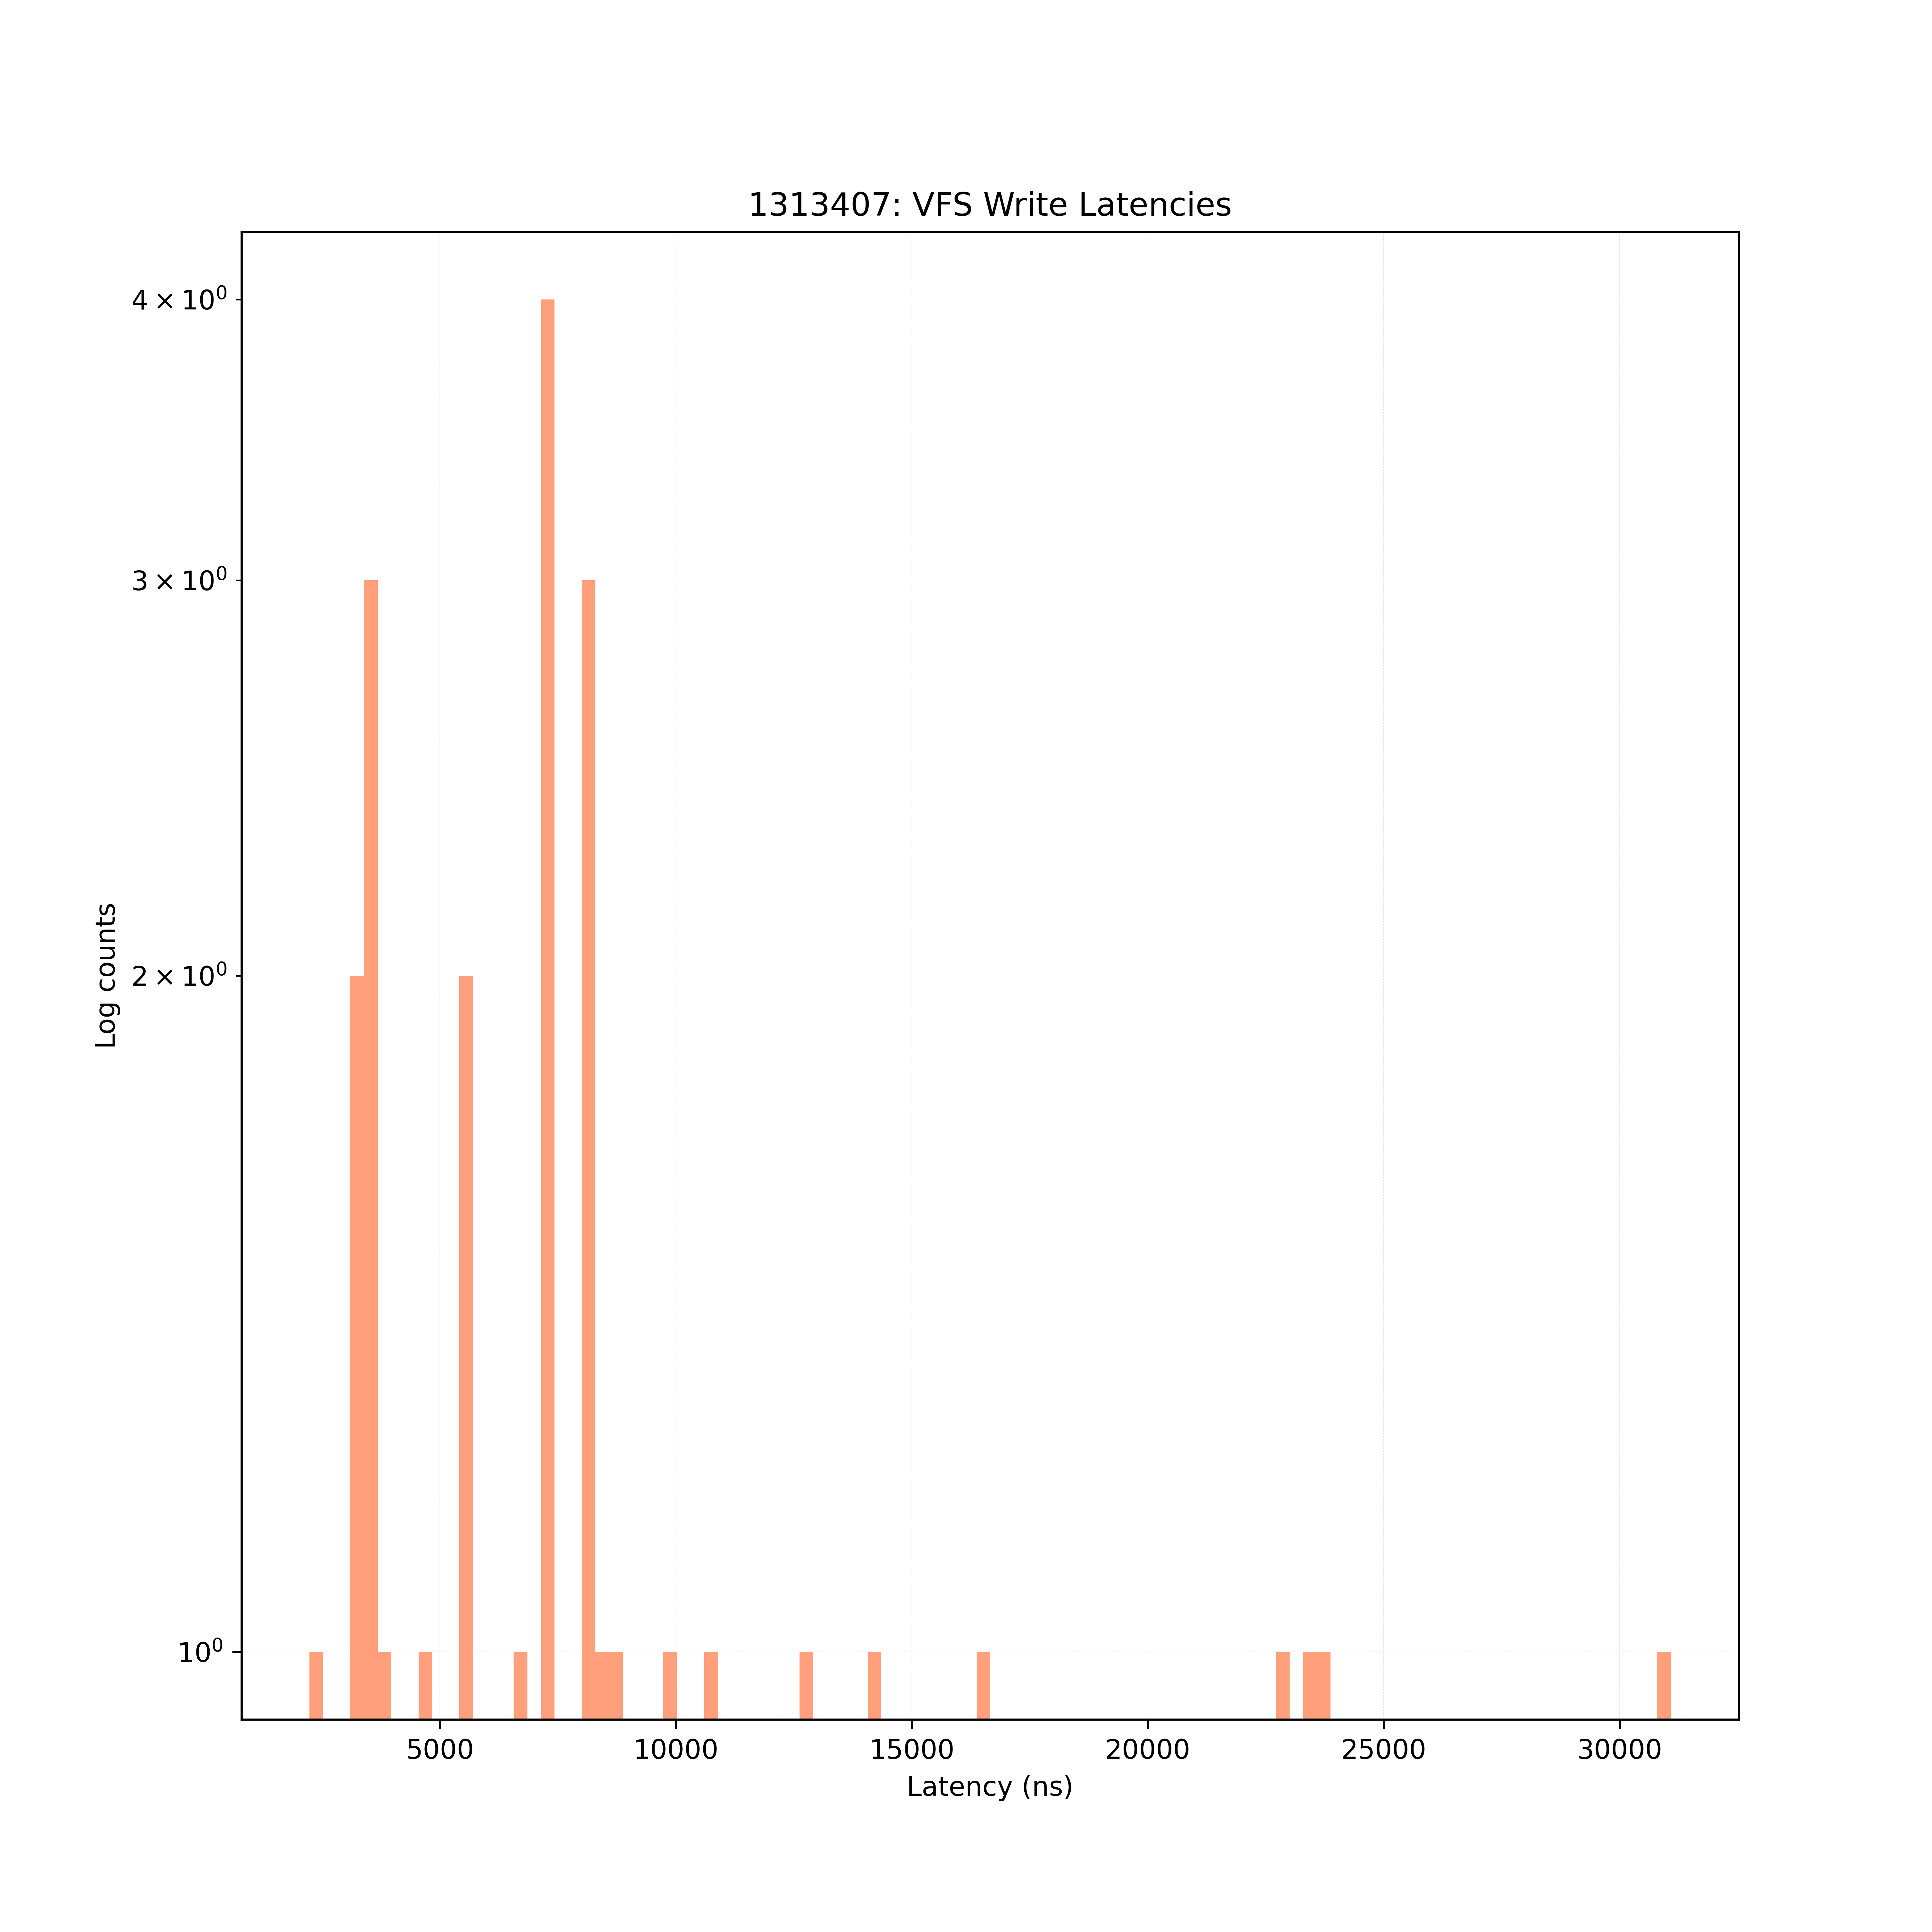 1313407: VFS Write Latencies
4 × 10⁰
3 × 10⁰
2 × 10⁰
10⁰
Log counts
5000 10000 15000 20000 25000 30000
Latency (ns)